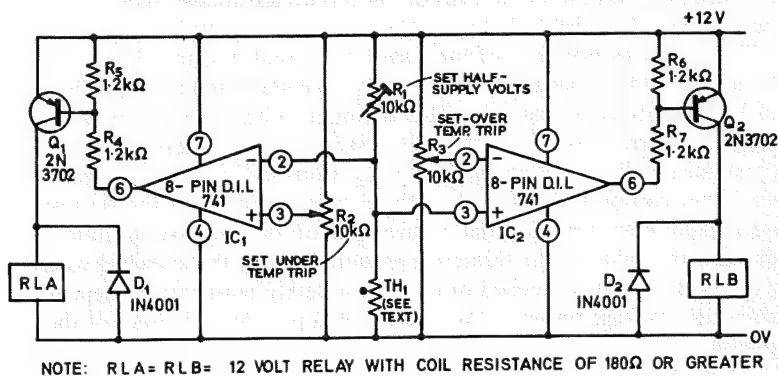 +12V
R5
1.2kΩ
R4
1.2kΩ
Q1
2N
3702
7
6
8-PIN D.I.L
741
2
3
4
IC1
R2
10kΩ
SET UNDER
TEMP TRIP
R1
10kΩ
SET HALF-
SUPPLY VOLTS
SET-OVER
TEMP TRIP
R3
10kΩ
TH1
(SEE
TEXT)
2
3
7
8-PIN D.I.L
741
4
6
IC2
R6
1.2kΩ
R7
1.2kΩ
Q2
2N3702
RLA
D1
IN4001
D2
IN4001
RLB
0V
NOTE: RLA= RLB= 12 VOLT RELAY WITH COIL RESISTANCE OF 180Ω OR GREATER